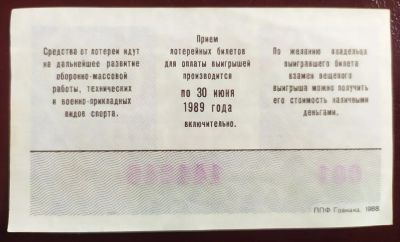 Средства от лотереи идут
на дальнейшее развитие
оборонно-массовой
работы, технических
и военно-прикладных
видов спорта.
Прием
лотерейных билетов
для оплаты выигрышей
производится
по 30 июня
1989 года
включительно.
По желанию владельца
выигравшего билета
взамен вещевого
выигрыша можно получить
его стоимость наличными
деньгами.
ППФ Гознака. 1988.